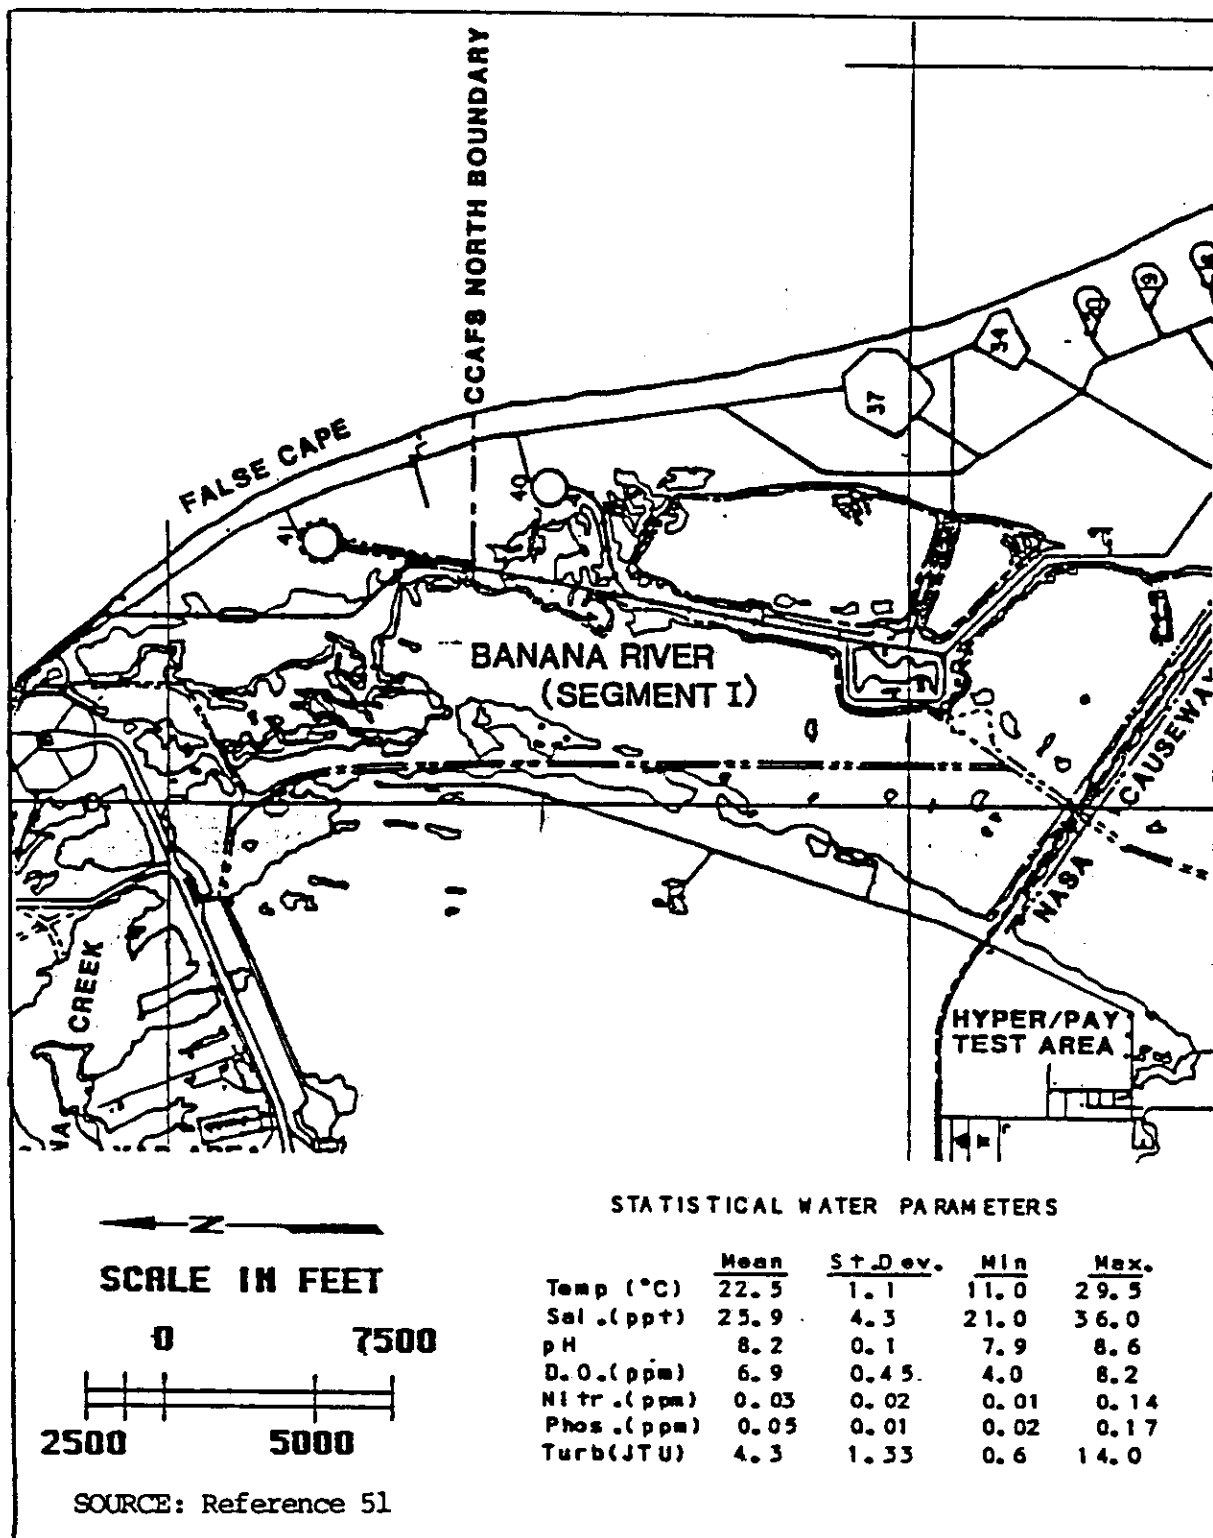 CCAFS NORTH BOUNDARY
FALSE CAPE
9
34
37
40
41
BANANA RIVER
(SEGMENT I)
NASA CAUSEWAY
CREEK
HYPER/PAY
TEST AREA
N
SCALE IN FEET
0 7500
2500 5000
SOURCE: Reference 51
STATISTICAL WATER PARAMETERS
Mean St.Dev. Min Max.
Temp (°C) 22.5 1.1 11.0 29.5
Sal.(ppt) 25.9 4.3 21.0 36.0
pH 8.2 0.1 7.9 8.6
D.O.(ppm) 6.9 0.45 4.0 8.2
Nitr.(ppm) 0.03 0.02 0.01 0.14
Phos.(ppm) 0.05 0.01 0.02 0.17
Turb(JTU) 4.3 1.33 0.6 14.0